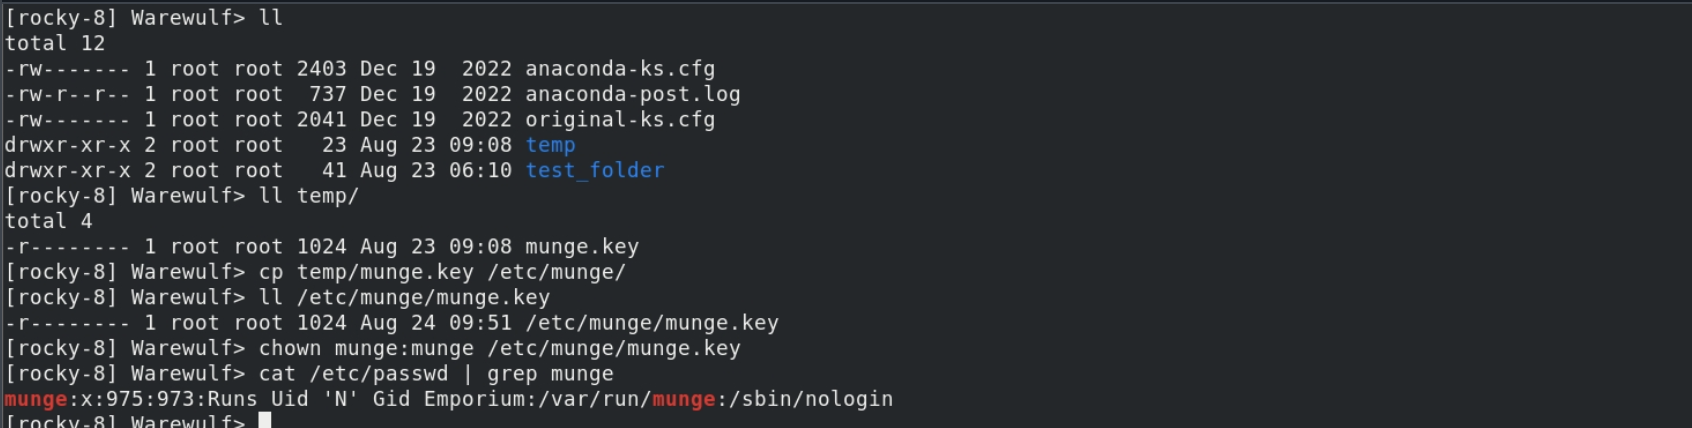 [rocky-8] Warewulf> ll
total 12
-rw------- 1 root root 2403 Dec 19  2022 anaconda-ks.cfg
-rw-r--r-- 1 root root  737 Dec 19  2022 anaconda-post.log
-rw------- 1 root root 2041 Dec 19  2022 original-ks.cfg
drwxr-xr-x 2 root root   23 Aug 23 09:08 temp
drwxr-xr-x 2 root root   41 Aug 23 06:10 test_folder
[rocky-8] Warewulf> ll temp/
total 4
-r-------- 1 root root 1024 Aug 23 09:08 munge.key
[rocky-8] Warewulf> cp temp/munge.key /etc/munge/
[rocky-8] Warewulf> ll /etc/munge/munge.key
-r-------- 1 root root 1024 Aug 24 09:51 /etc/munge/munge.key
[rocky-8] Warewulf> chown munge:munge /etc/munge/munge.key
[rocky-8] Warewulf> cat /etc/passwd | grep munge
munge:x:975:973:Runs Uid 'N' Gid Emporium:/var/run/munge:/sbin/nologin
[rocky-8] Warewulf>